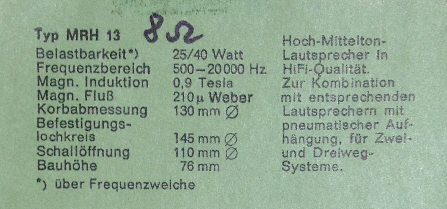 Typ MRH 13 8 Ω
Belastbarkeit*) 25/40 Watt
Frequenzbereich 500–20000 Hz
Magn. Induktion 0,9 Tesla
Magn. Fluß 210 µ Weber
Korbabmessung 130 mm ∅
Befestigungs-
lochkreis 145 mm ∅
Schallöffnung 110 mm ∅
Bauhöhe 76 mm
*) über Frequenzweiche
Hoch-Mittelton-
Lautsprecher in
HiFi-Qualität.
Zur Kombination
mit entsprechenden
Lautsprechern mit
pneumatischer Auf-
hängung, für Zwei-
und Dreiweg-
Systeme.